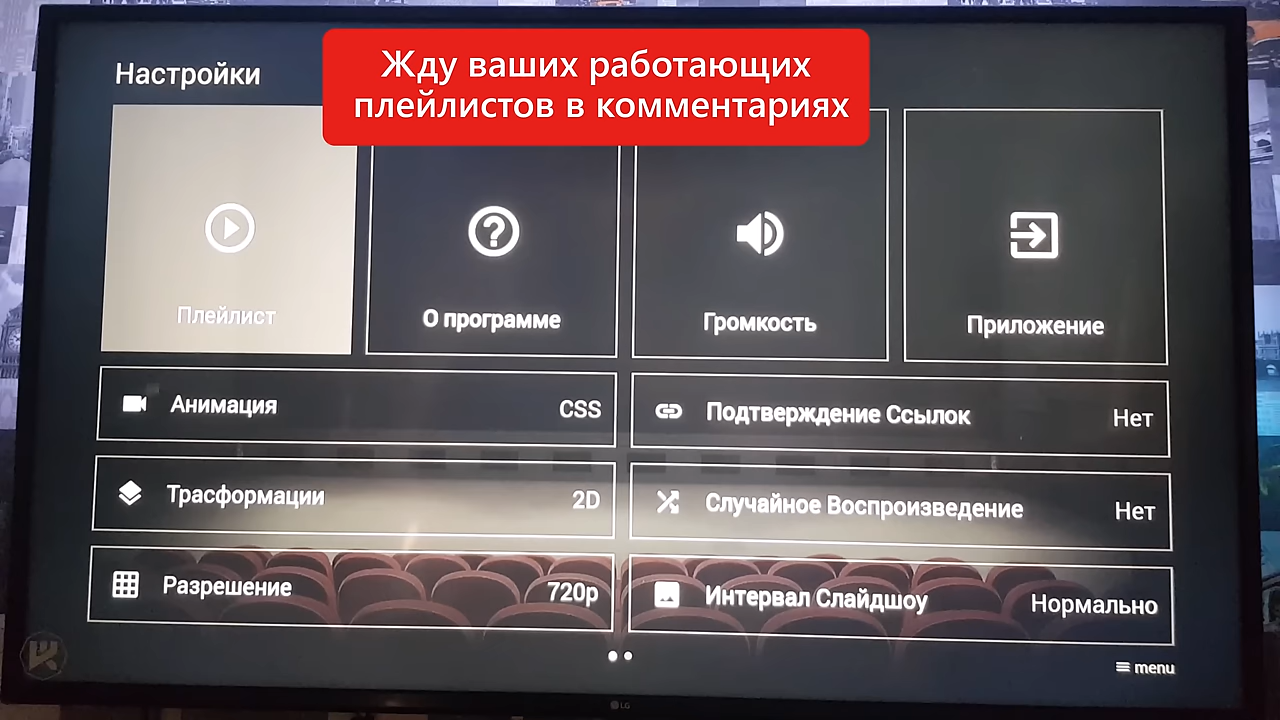 Жду ваших работающих
плейлистов в комментариях
Настройки
Плейлист
О программе
Громкость
Приложение
Анимация CSS
Подтверждение Ссылок Нет
Трасформации 2D
Случайное Воспроизведение Нет
Разрешение 720p
Интервал Слайдшоу Нормально
menu
LG